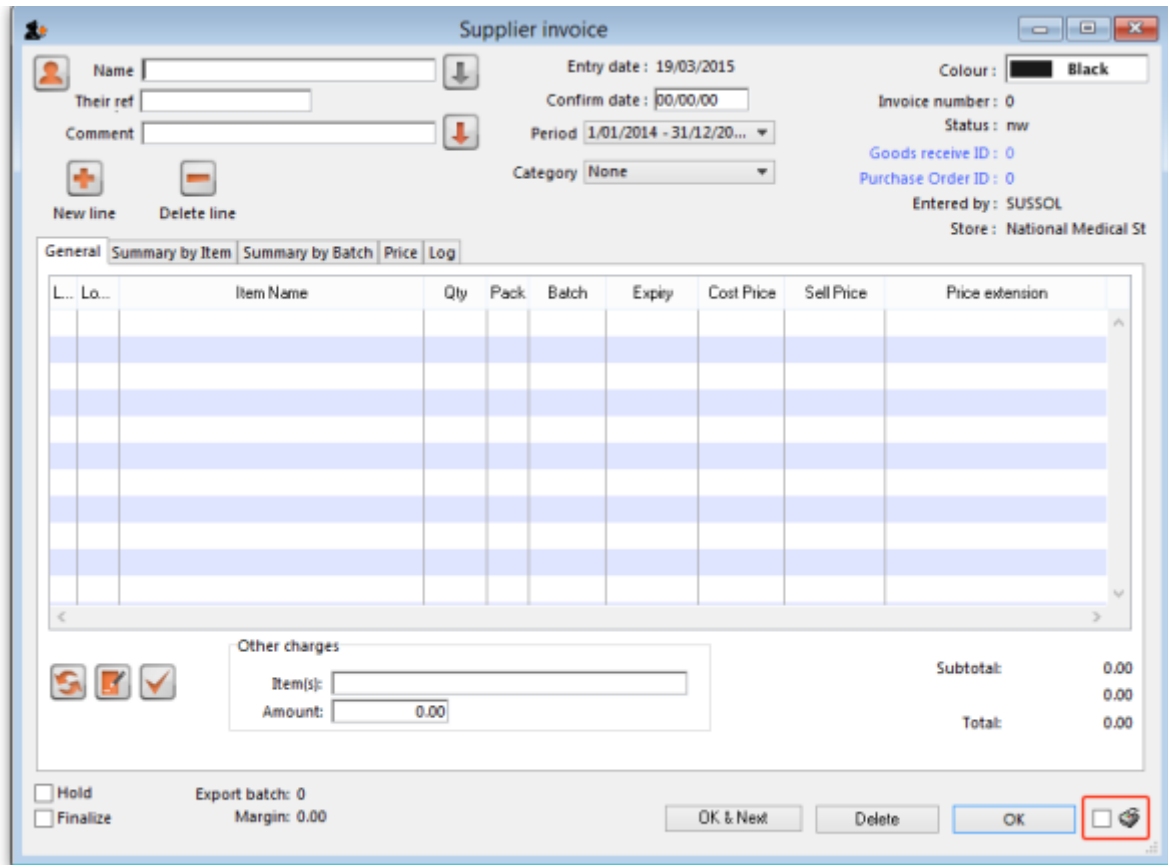 Supplier invoice
Name
Entry date : 19/03/2015
Colour : Black
Their ref
Confirm date : 00/00/00
Invoice number : 0
Comment
Period 1/01/2014 - 31/12/20...
Status : nw
Goods receive ID : 0
Category None
Purchase Order ID : 0
New line Delete line
Entered by : SUSSOL
Store : National Medical St
General Summary by Item Summary by Batch Price Log
L... Lo... Item Name Qty Pack Batch Expiry Cost Price Sell Price Price extension
Other charges
Subtotal: 0.00
Item(s):
0.00
Amount: 0.00
Total: 0.00
Hold Export batch: 0
Finalize Margin: 0.00
OK & Next Delete OK